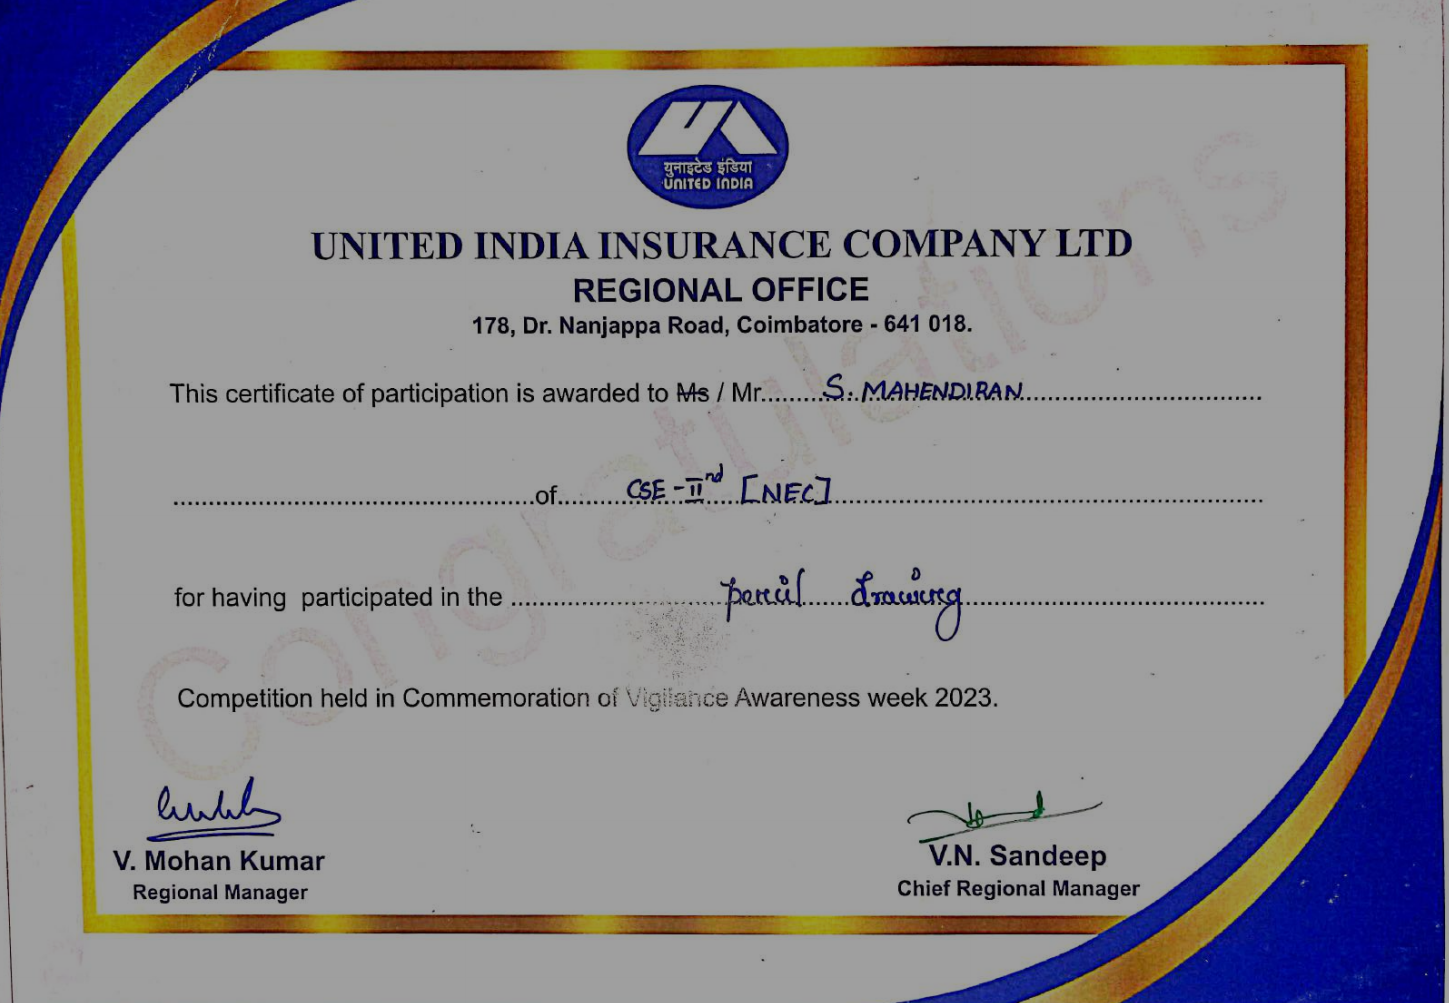 युनाइटेड इंडिया
UNITED INDIA
UNITED INDIA INSURANCE COMPANY LTD
REGIONAL OFFICE
178, Dr. Nanjappa Road, Coimbatore - 641 018.
Congratulations
This certificate of participation is awarded to Ms / Mr. S. MAHENDIRAN
of CSE - IInd [NEC]
for having participated in the pencil drawing
Competition held in Commemoration of Vigilance Awareness week 2023.
V. Mohan Kumar
Regional Manager
V.N. Sandeep
Chief Regional Manager